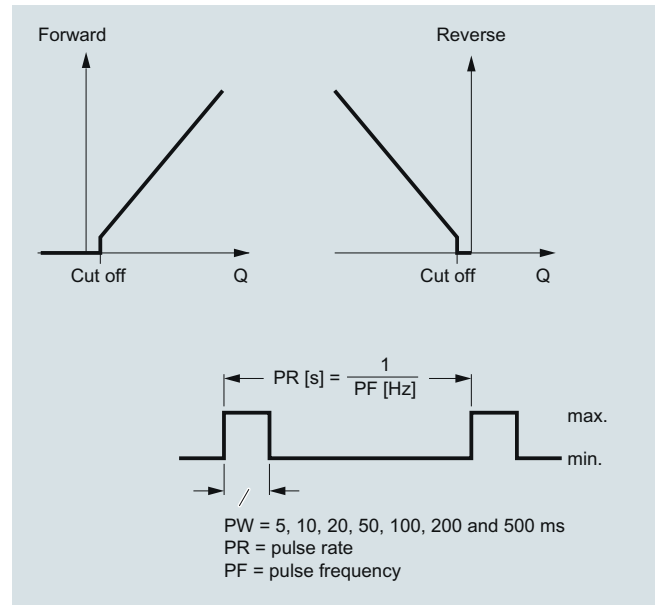 Forward
Reverse
Cut off
Q
Cut off
Q
PR [s] = 1 / PF [Hz]
max.
min.
PW = 5, 10, 20, 50, 100, 200 and 500 ms
PR = pulse rate
PF = pulse frequency